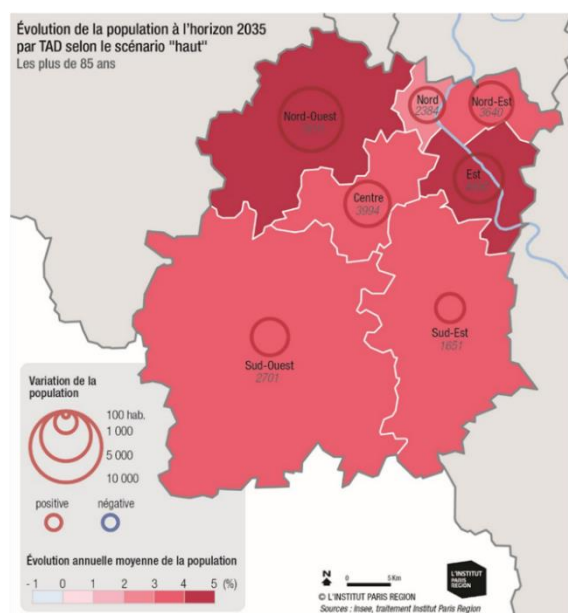 Évolution de la population à l'horizon 2035
par TAD selon le scénario "haut"
Les plus de 85 ans
Nord
2384
Nord-Est
3640
Nord-Ouest
Est
Centre
3994
Sud-Est
1651
Sud-Ouest
2701
Variation de la
population
100 hab.
1 000
5 000
10 000
positive
négative
Évolution annuelle moyenne de la population
- 1 0 1 2 3 4 5 (%)
N
0 5 Km
© L'INSTITUT PARIS REGION
Sources : Insee, traitement Institut Paris Region
L'INSTITUT
PARIS
REGION